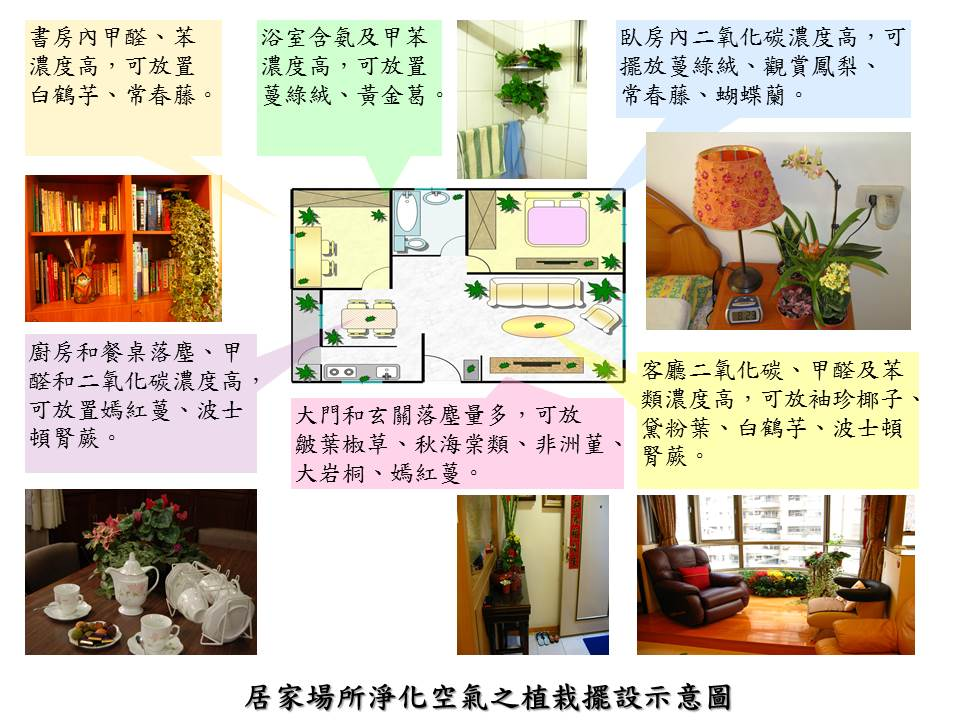 書房內甲醛、苯
濃度高，可放置
白鶴芋、常春藤。
浴室含氨及甲苯
濃度高，可放置
蔓綠絨、黃金葛。
臥房內二氧化碳濃度高，可
擺放蔓綠絨、觀賞鳳梨、
常春藤、蝴蝶蘭。
廚房和餐桌落塵、甲
醛和二氧化碳濃度高，
可放置嫣紅蔓、波士
頓腎蕨。
大門和玄關落塵量多，可放
皺葉椒草、秋海棠類、非洲菫、
大岩桐、嫣紅蔓。
客廳二氧化碳、甲醛及苯
類濃度高，可放袖珍椰子、
黛粉葉、白鶴芋、波士頓
腎蕨。
居家場所淨化空氣之植栽擺設示意圖